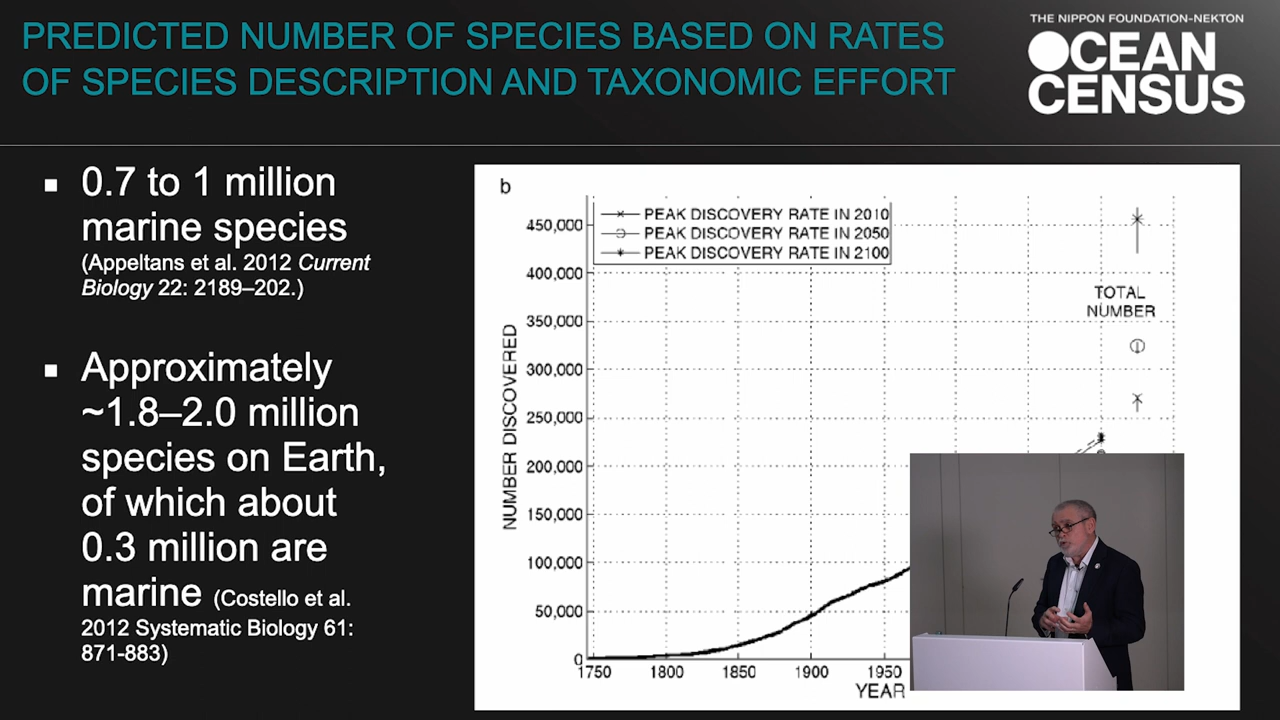 PREDICTED NUMBER OF SPECIES BASED ON RATES
OF SPECIES DESCRIPTION AND TAXONOMIC EFFORT
THE NIPPON FOUNDATION-NEKTON
OCEAN
CENSUS
▪ 0.7 to 1 million
marine species
(Appeltans et al. 2012 Current
Biology 22: 2189–202.)
▪ Approximately
~1.8–2.0 million
species on Earth,
of which about
0.3 million are
marine (Costello et al.
2012 Systematic Biology 61:
871-883)
b
PEAK DISCOVERY RATE IN 2010
PEAK DISCOVERY RATE IN 2050
PEAK DISCOVERY RATE IN 2100
TOTAL
NUMBER
NUMBER DISCOVERED
450,000
400,000
350,000
300,000
250,000
200,000
150,000
100,000
50,000
0
1750 1800 1850 1900 1950
YEAR